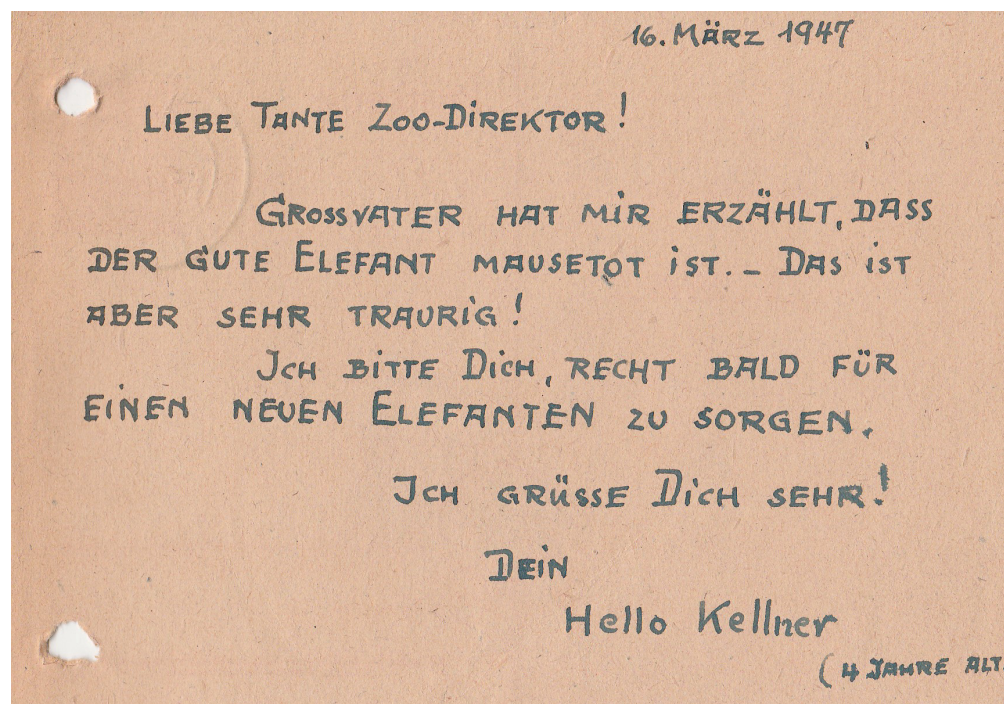 16. MÄRZ 1947
LIEBE TANTE ZOO-DIREKTOR!
GROSSVATER HAT MIR ERZÄHLT, DASS
DER GUTE ELEFANT MAUSETOT IST. – DAS IST
ABER SEHR TRAURIG!
ICH BITTE DICH, RECHT BALD FÜR
EINEN NEUEN ELEFANTEN ZU SORGEN.
ICH GRÜSSE DICH SEHR!
DEIN
Hello Kellner
(4 JAHRE ALT